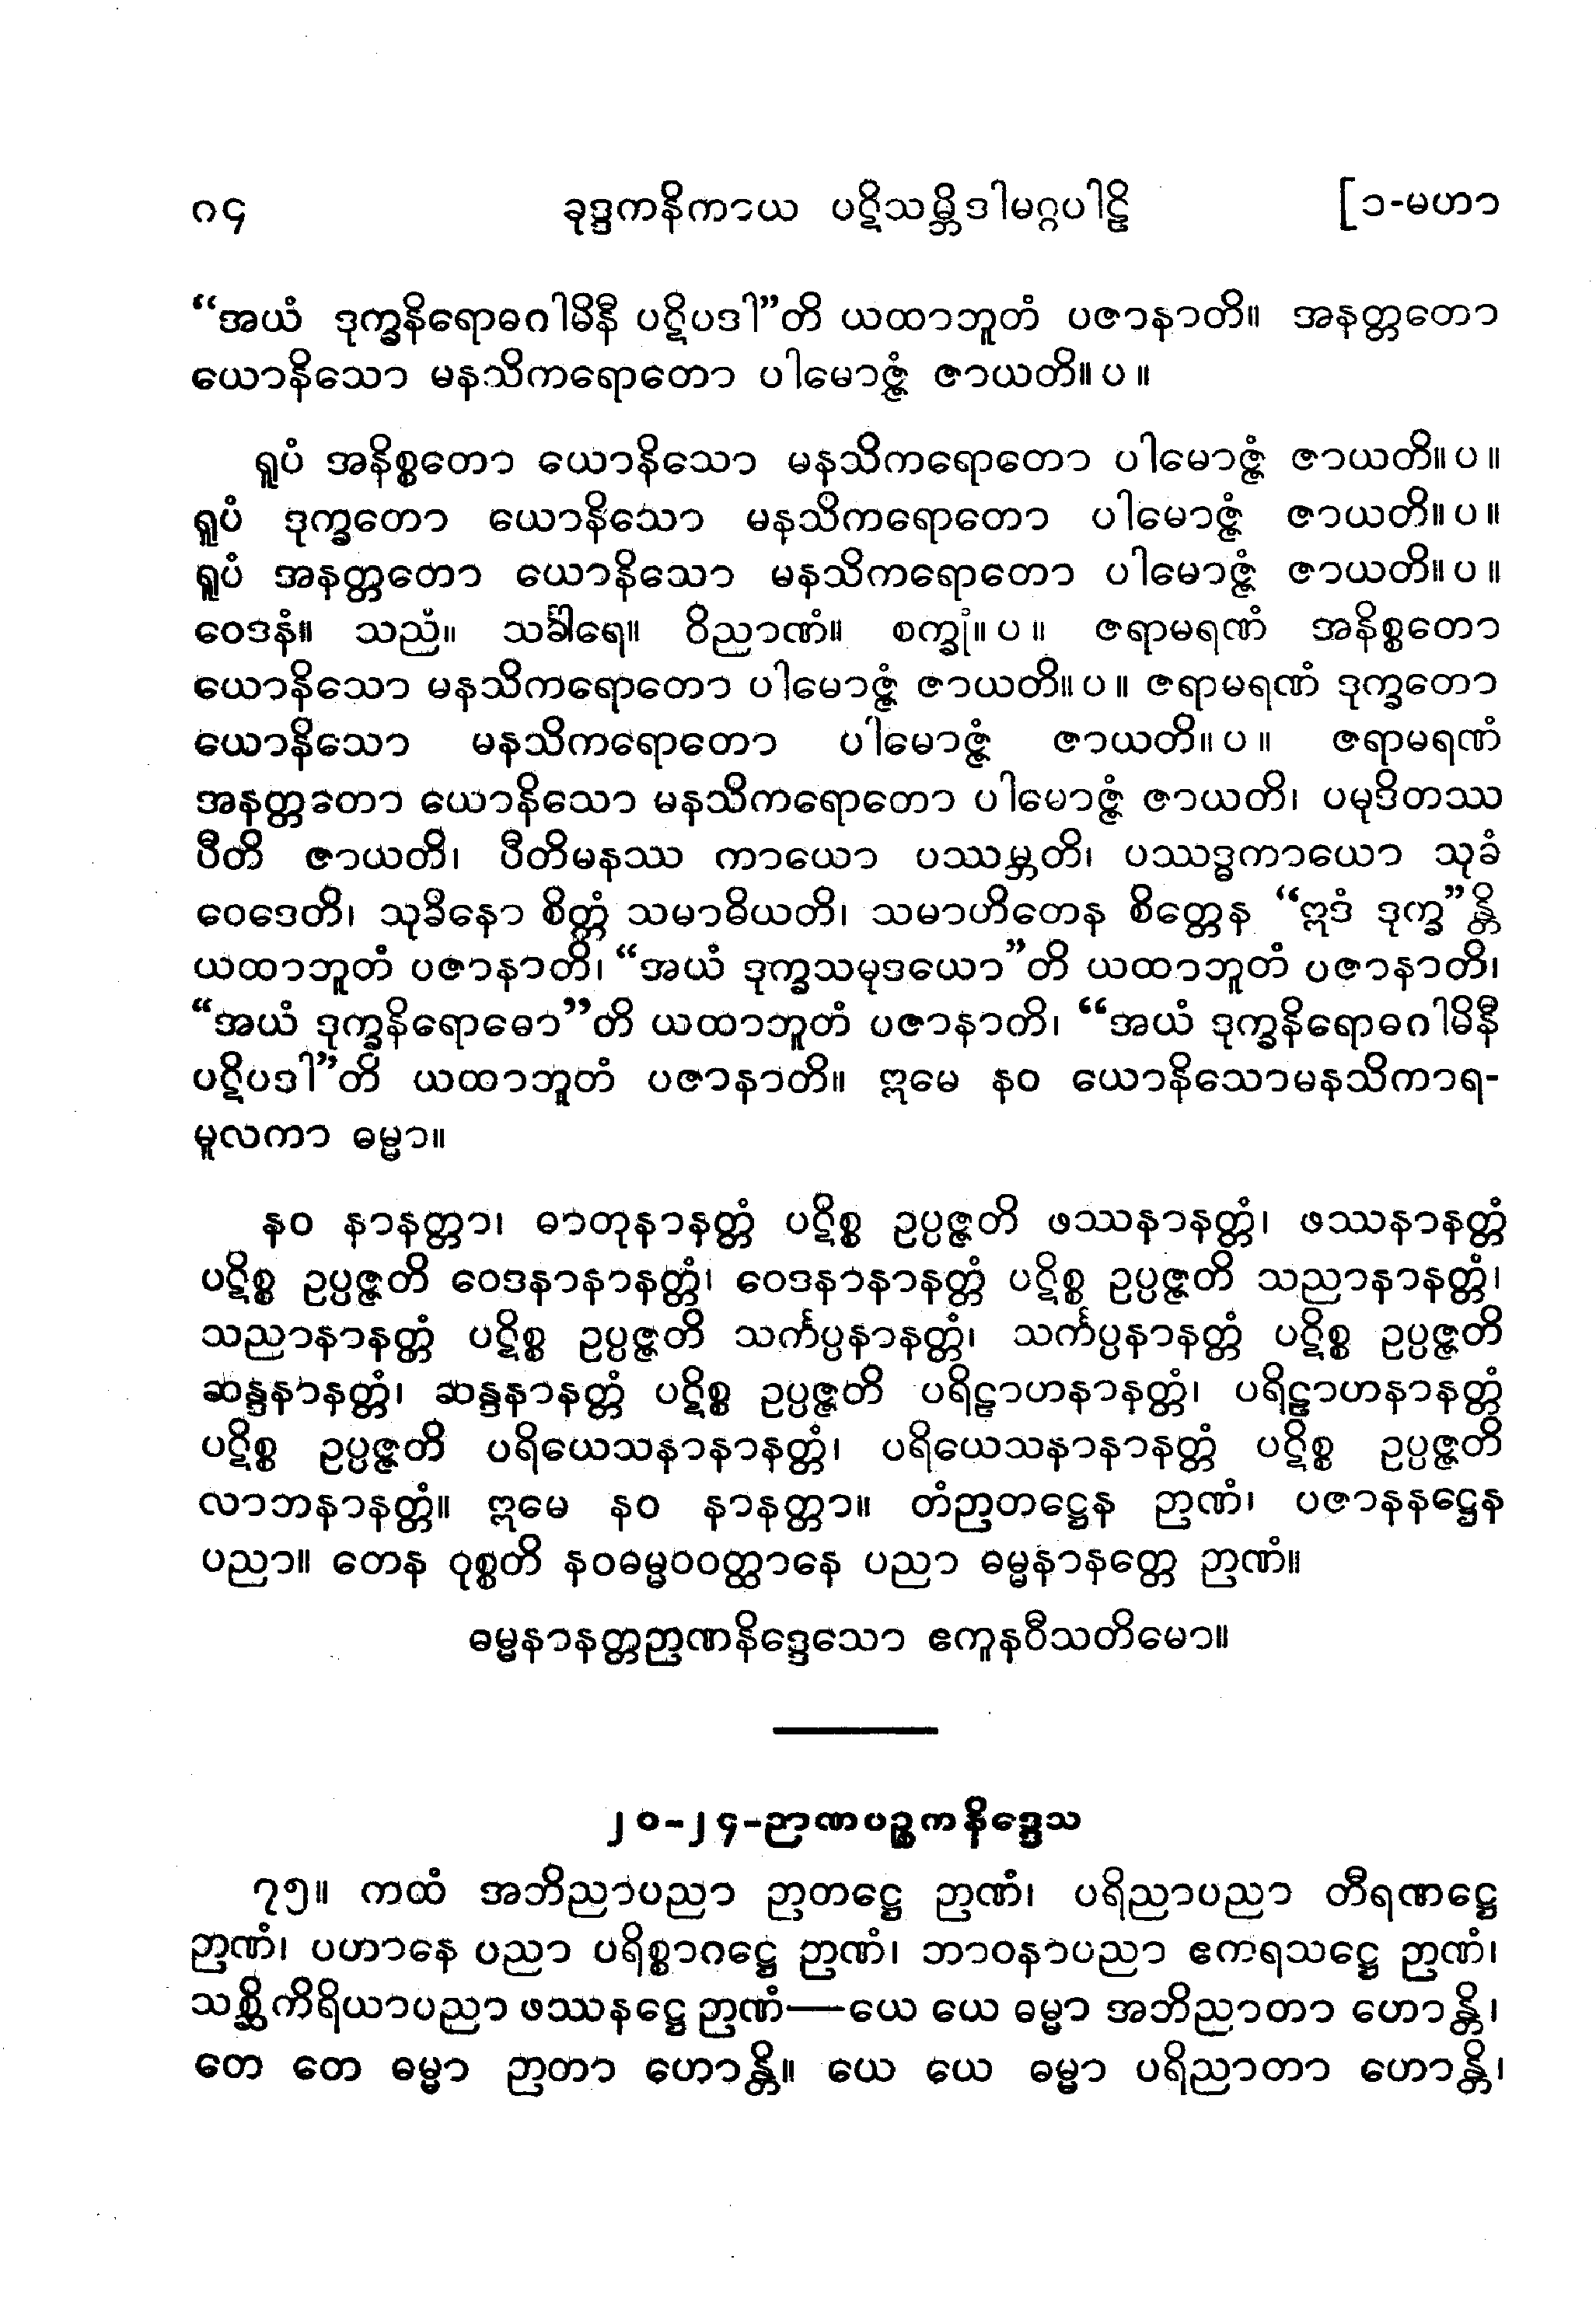 ၈၄ ခုဒ္ဒကနိကာယ ပဋိသမ္ဘိဒါမဂ္ဂပါဠိ [၁-မဟာ
“အယံ ဒုက္ခနိရောဓဂါမိနီ ပဋိပဒါ”တိ ယထာဘူတံ ပဇာနာတိ။ အနတ္တတော
ယောနိသော မနသိကရောတော ပါမောဇ္ဇံ ဇာယတိ။ပ။
ရူပံ အနိစ္စတော ယောနိသော မနသိကရောတော ပါမောဇ္ဇံ ဇာယတိ။ပ။
ရူပံ ဒုက္ခတော ယောနိသော မနသိကရောတော ပါမောဇ္ဇံ ဇာယတိ။ပ။
ရူပံ အနတ္တတော ယောနိသော မနသိကရောတော ပါမောဇ္ဇံ ဇာယတိ။ပ။
ဝေဒနံ။ သညံ။ သင်္ခါရေ။ ဝိညာဏံ။ စက္ခုံ။ပ။ ဇရာမရဏံ အနိစ္စတော
ယောနိသော မနသိကရောတော ပါမောဇ္ဇံ ဇာယတိ။ပ။ ဇရာမရဏံ ဒုက္ခတော
ယောနိသော မနသိကရောတော ပါမောဇ္ဇံ ဇာယတိ။ပ။ ဇရာမရဏံ
အနတ္တတော ယောနိသော မနသိကရောတော ပါမောဇ္ဇံ ဇာယတိ၊ ပမုဒိတဿ
ပီတိ ဇာယတိ၊ ပီတိမနဿ ကာယော ပဿမ္ဘတိ၊ ပဿဒ္ဓကာယော သုခံ
ဝေဒေတိ၊ သုခိနော စိတ္တံ သမာဓိယတိ၊ သမာဟိတေန စိတ္တေန “ဣဒံ ဒုက္ခ”န္တိ
ယထာဘူတံ ပဇာနာတိ၊ “အယံ ဒုက္ခသမုဒယော”တိ ယထာဘူတံ ပဇာနာတိ၊
“အယံ ဒုက္ခနိရောဓော”တိ ယထာဘူတံ ပဇာနာတိ၊ “အယံ ဒုက္ခနိရောဓဂါမိနီ
ပဋိပဒါ”တိ ယထာဘူတံ ပဇာနာတိ။ ဣမေ နဝ ယောနိသောမနသိကာရ-
မူလကာ ဓမ္မာ။
နဝ နာနတ္တာ၊ ဓာတုနာနတ္တံ ပဋိစ္စ ဥပ္ပဇ္ဇတိ ဖဿနာနတ္တံ၊ ဖဿနာနတ္တံ
ပဋိစ္စ ဥပ္ပဇ္ဇတိ ဝေဒနာနာနတ္တံ၊ ဝေဒနာနာနတ္တံ ပဋိစ္စ ဥပ္ပဇ္ဇတိ သညာနာနတ္တံ၊
သညာနာနတ္တံ ပဋိစ္စ ဥပ္ပဇ္ဇတိ သင်္ကပ္ပနာနတ္တံ၊ သင်္ကပ္ပနာနတ္တံ ပဋိစ္စ ဥပ္ပဇ္ဇတိ
ဆန္ဒနာနတ္တံ၊ ဆန္ဒနာနတ္တံ ပဋိစ္စ ဥပ္ပဇ္ဇတိ ပရိဠာဟနာနတ္တံ၊ ပရိဠာဟနာနတ္တံ
ပဋိစ္စ ဥပ္ပဇ္ဇတိ ပရိယေသနာနာနတ္တံ၊ ပရိယေသနာနာနတ္တံ ပဋိစ္စ ဥပ္ပဇ္ဇတိ
လာဘနာနတ္တံ။ ဣမေ နဝ နာနတ္တာ။ တံဉာတဋ္ဌေန ဉာဏံ၊ ပဇာနနဋ္ဌေန
ပညာ။ တေန ဝုစ္စတိ နဝဓမ္မဝဝတ္ထာနေ ပညာ ဓမ္မနာနတ္တေ ဉာဏံ။
ဓမ္မနာနတ္တဉာဏနိဒ္ဒေသော ဧကူနဝီသတိမော။
၂၀-၂၄-ဉာဏပဉ္စကနိဒ္ဒေသ
၇၅။ ကထံ အဘိညာပညာ ဉာတဋ္ဌေ ဉာဏံ၊ ပရိညာပညာ တီရဏဋ္ဌေ
ဉာဏံ၊ ပဟာနေ ပညာ ပရိစ္စာဂဋ္ဌေ ဉာဏံ၊ ဘာဝနာပညာ ဧကရသဋ္ဌေ ဉာဏံ၊
သစ္ဆိကိရိယာပညာ ဖဿနဋ္ဌေ ဉာဏံ—ယေ ယေ ဓမ္မာ အဘိညာတာ ဟောန္တိ၊
တေ တေ ဓမ္မာ ဉာတာ ဟောန္တိ။ ယေ ယေ ဓမ္မာ ပရိညာတာ ဟောန္တိ၊